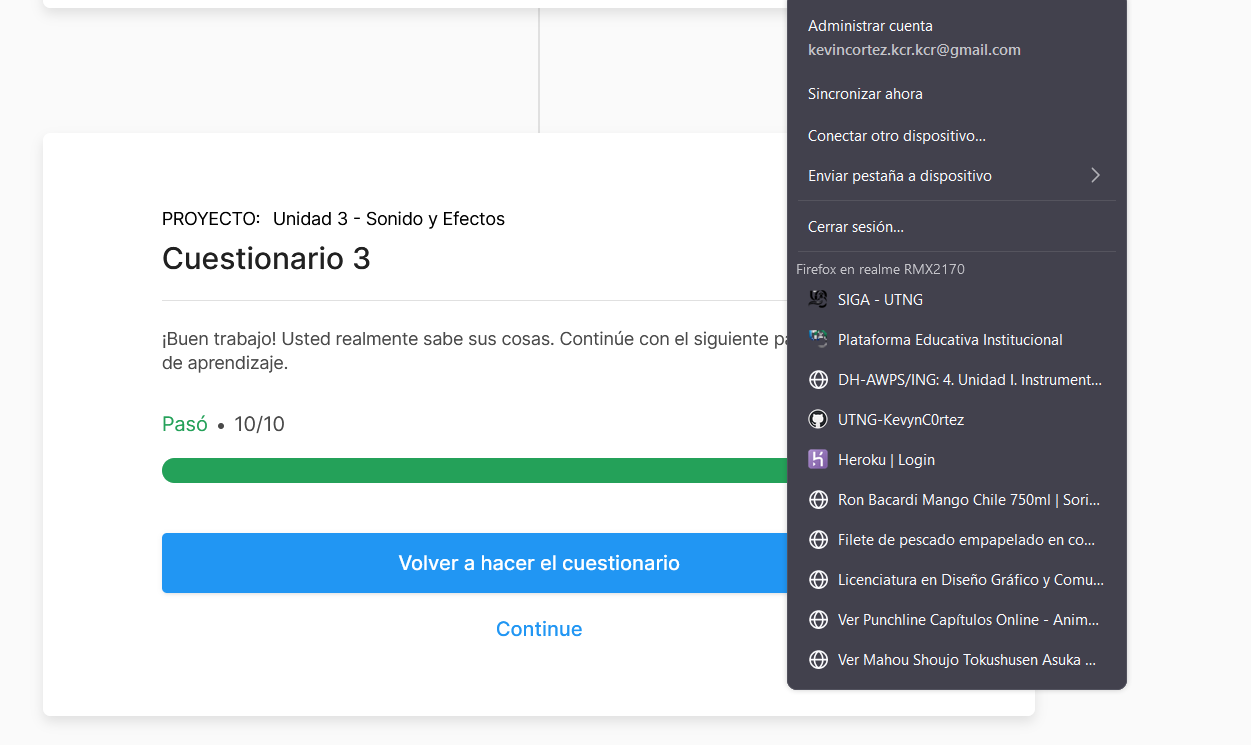 PROYECTO: Unidad 3 - Sonido y Efectos
Cuestionario 3
¡Buen trabajo! Usted realmente sabe sus cosas. Continúe con el siguiente
de aprendizaje.
Pasó • 10/10
Volver a hacer el cuestionario
Continue
Administrar cuenta
kevincortez.kcr.kcr@gmail.com
Sincronizar ahora
Conectar otro dispositivo...
Enviar pestaña a dispositivo
Cerrar sesión...
Firefox en realme RMX2170
SIGA - UTNG
Plataforma Educativa Institucional
DH-AWPS/ING: 4. Unidad I. Instrument...
UTNG-KevynC0rtez
Heroku | Login
Ron Bacardi Mango Chile 750ml | Sori...
Filete de pescado empapelado en co...
Licenciatura en Diseño Gráfico y Comu...
Ver Punchline Capítulos Online - Anim...
Ver Mahou Shoujo Tokushusen Asuka ...